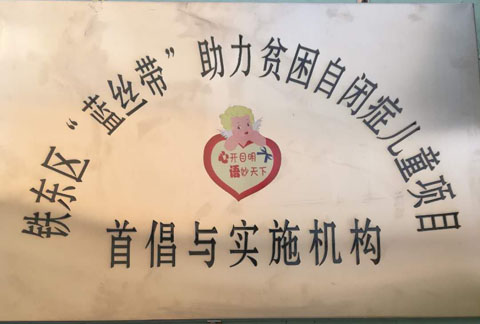 铁东区“蓝丝带”助力贫困自闭症儿童项目
心开目明
语妙天下
首倡与实施机构